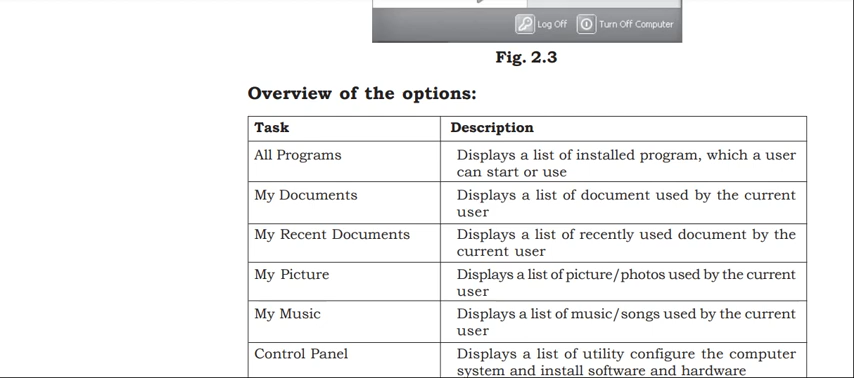 Log Off Turn Off Computer
Fig. 2.3
Overview of the options:
Task Description
All Programs Displays a list of installed program, which a user
can start or use
My Documents Displays a list of document used by the current
user
My Recent Documents Displays a list of recently used document by the
current user
My Picture Displays a list of picture/photos used by the current
user
My Music Displays a list of music/songs used by the current
user
Control Panel Displays a list of utility configure the computer
system and install software and hardware